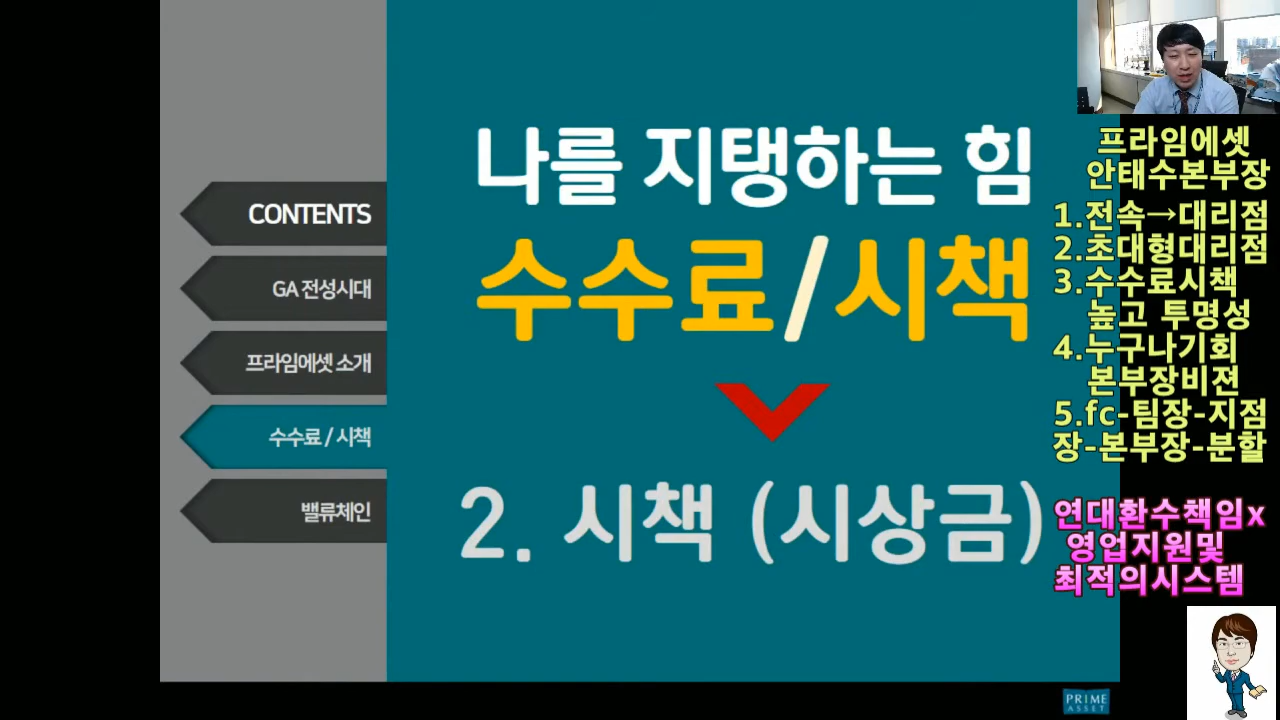 CONTENTS
GA 전성시대
프라임에셋 소개
수수료 / 시책
밸류체인
나를 지탱하는 힘
수수료/시책
2. 시책 (시상금)
프라임에셋
안태수본부장
1.전속→대리점
2.초대형대리점
3.수수료시책
높고 투명성
4.누구나기회
본부장비젼
5.fc-팀장-지점
장-본부장-분할
연대환수책임x
영업지원및
최적의시스템
PRIME
ASSET